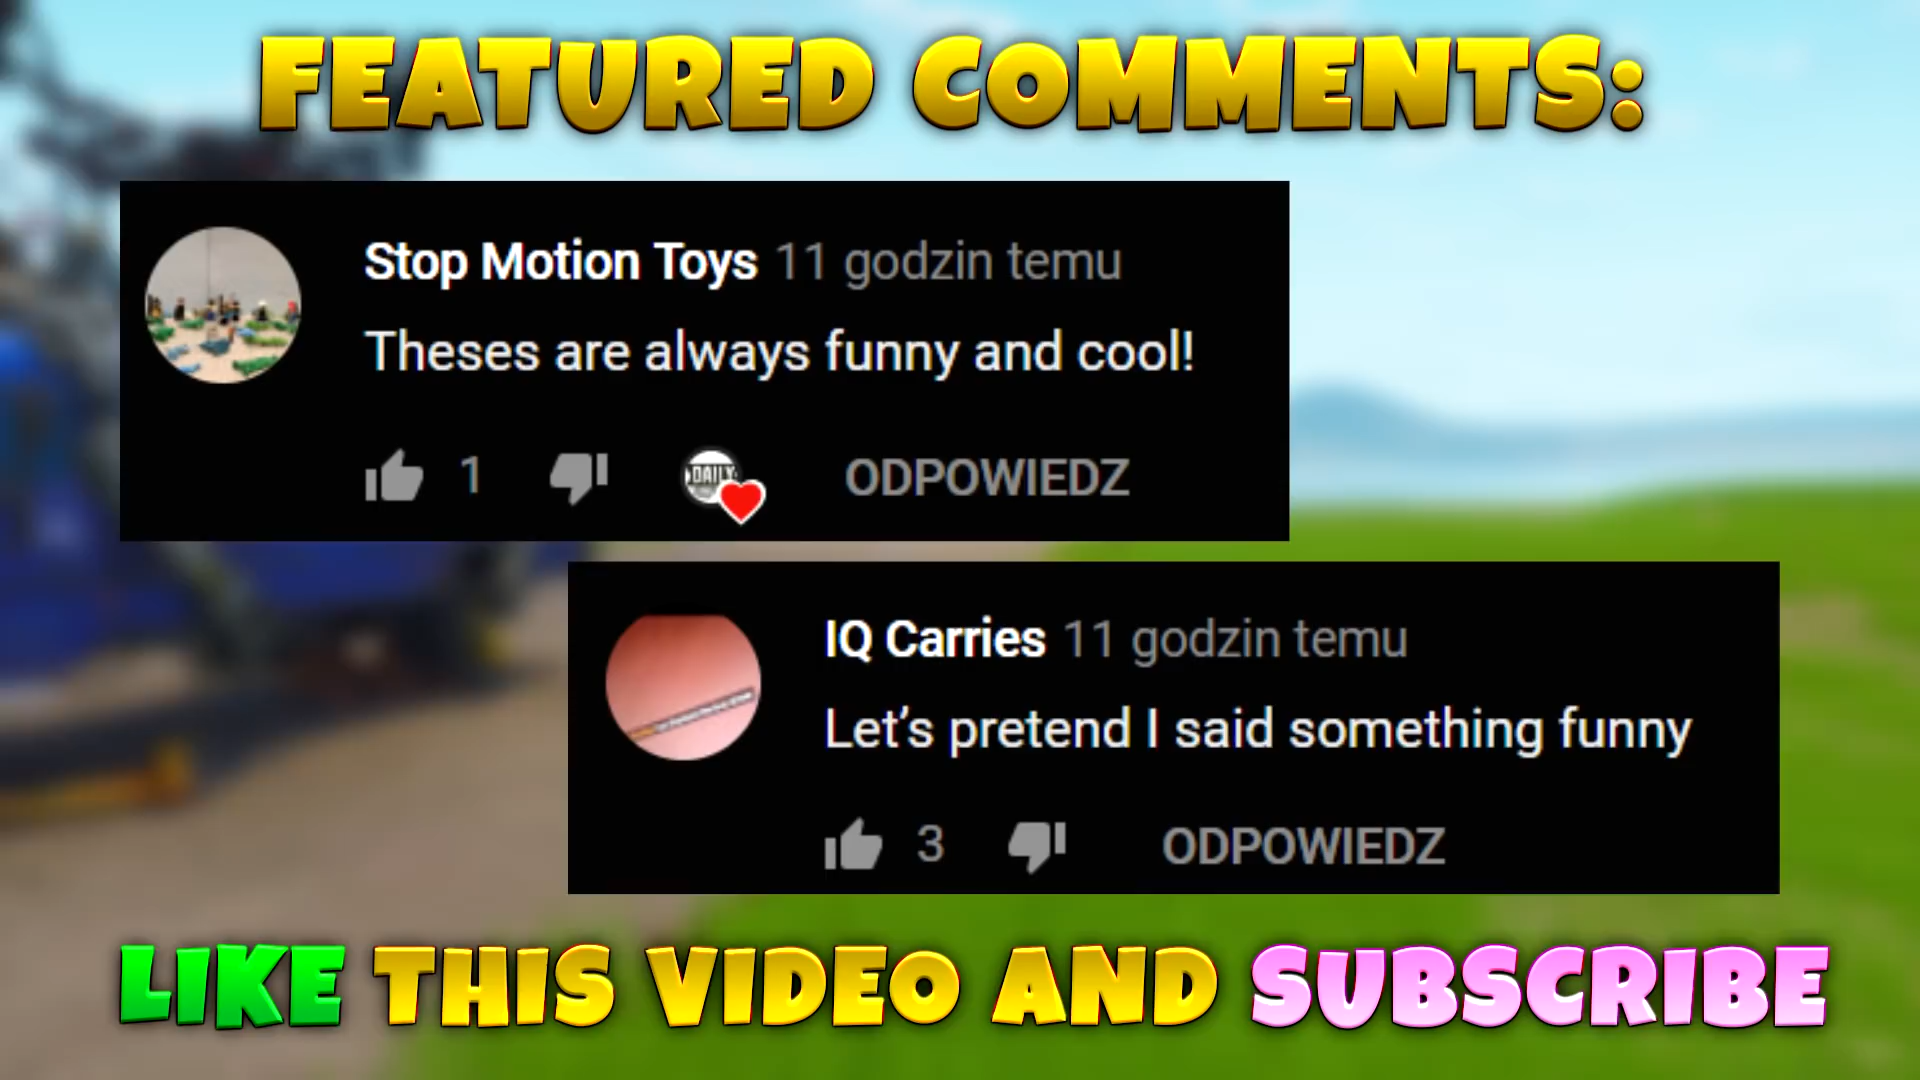 FEATURED COMMENTS:
Stop Motion Toys 11 godzin temu
Theses are always funny and cool!
1 DAILY ODPOWIEDZ
IQ Carries 11 godzin temu
Let's pretend I said something funny
3 ODPOWIEDZ
LIKE THIS VIDEO AND SUBSCRIBE